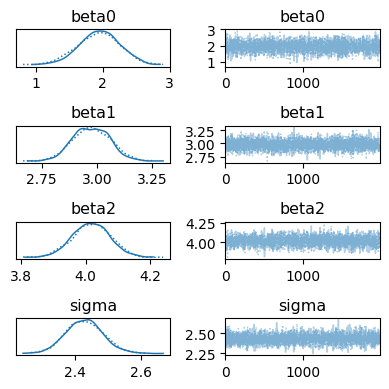 beta0 beta0
3
2
1
1 2 3 0 1000
beta1 beta1
3.25
3.00
2.75
2.75 3.00 3.25 0 1000
beta2 beta2
4.25
4.00
3.8 4.0 4.2 0 1000
sigma sigma
2.50
2.25
2.4 2.6 0 1000